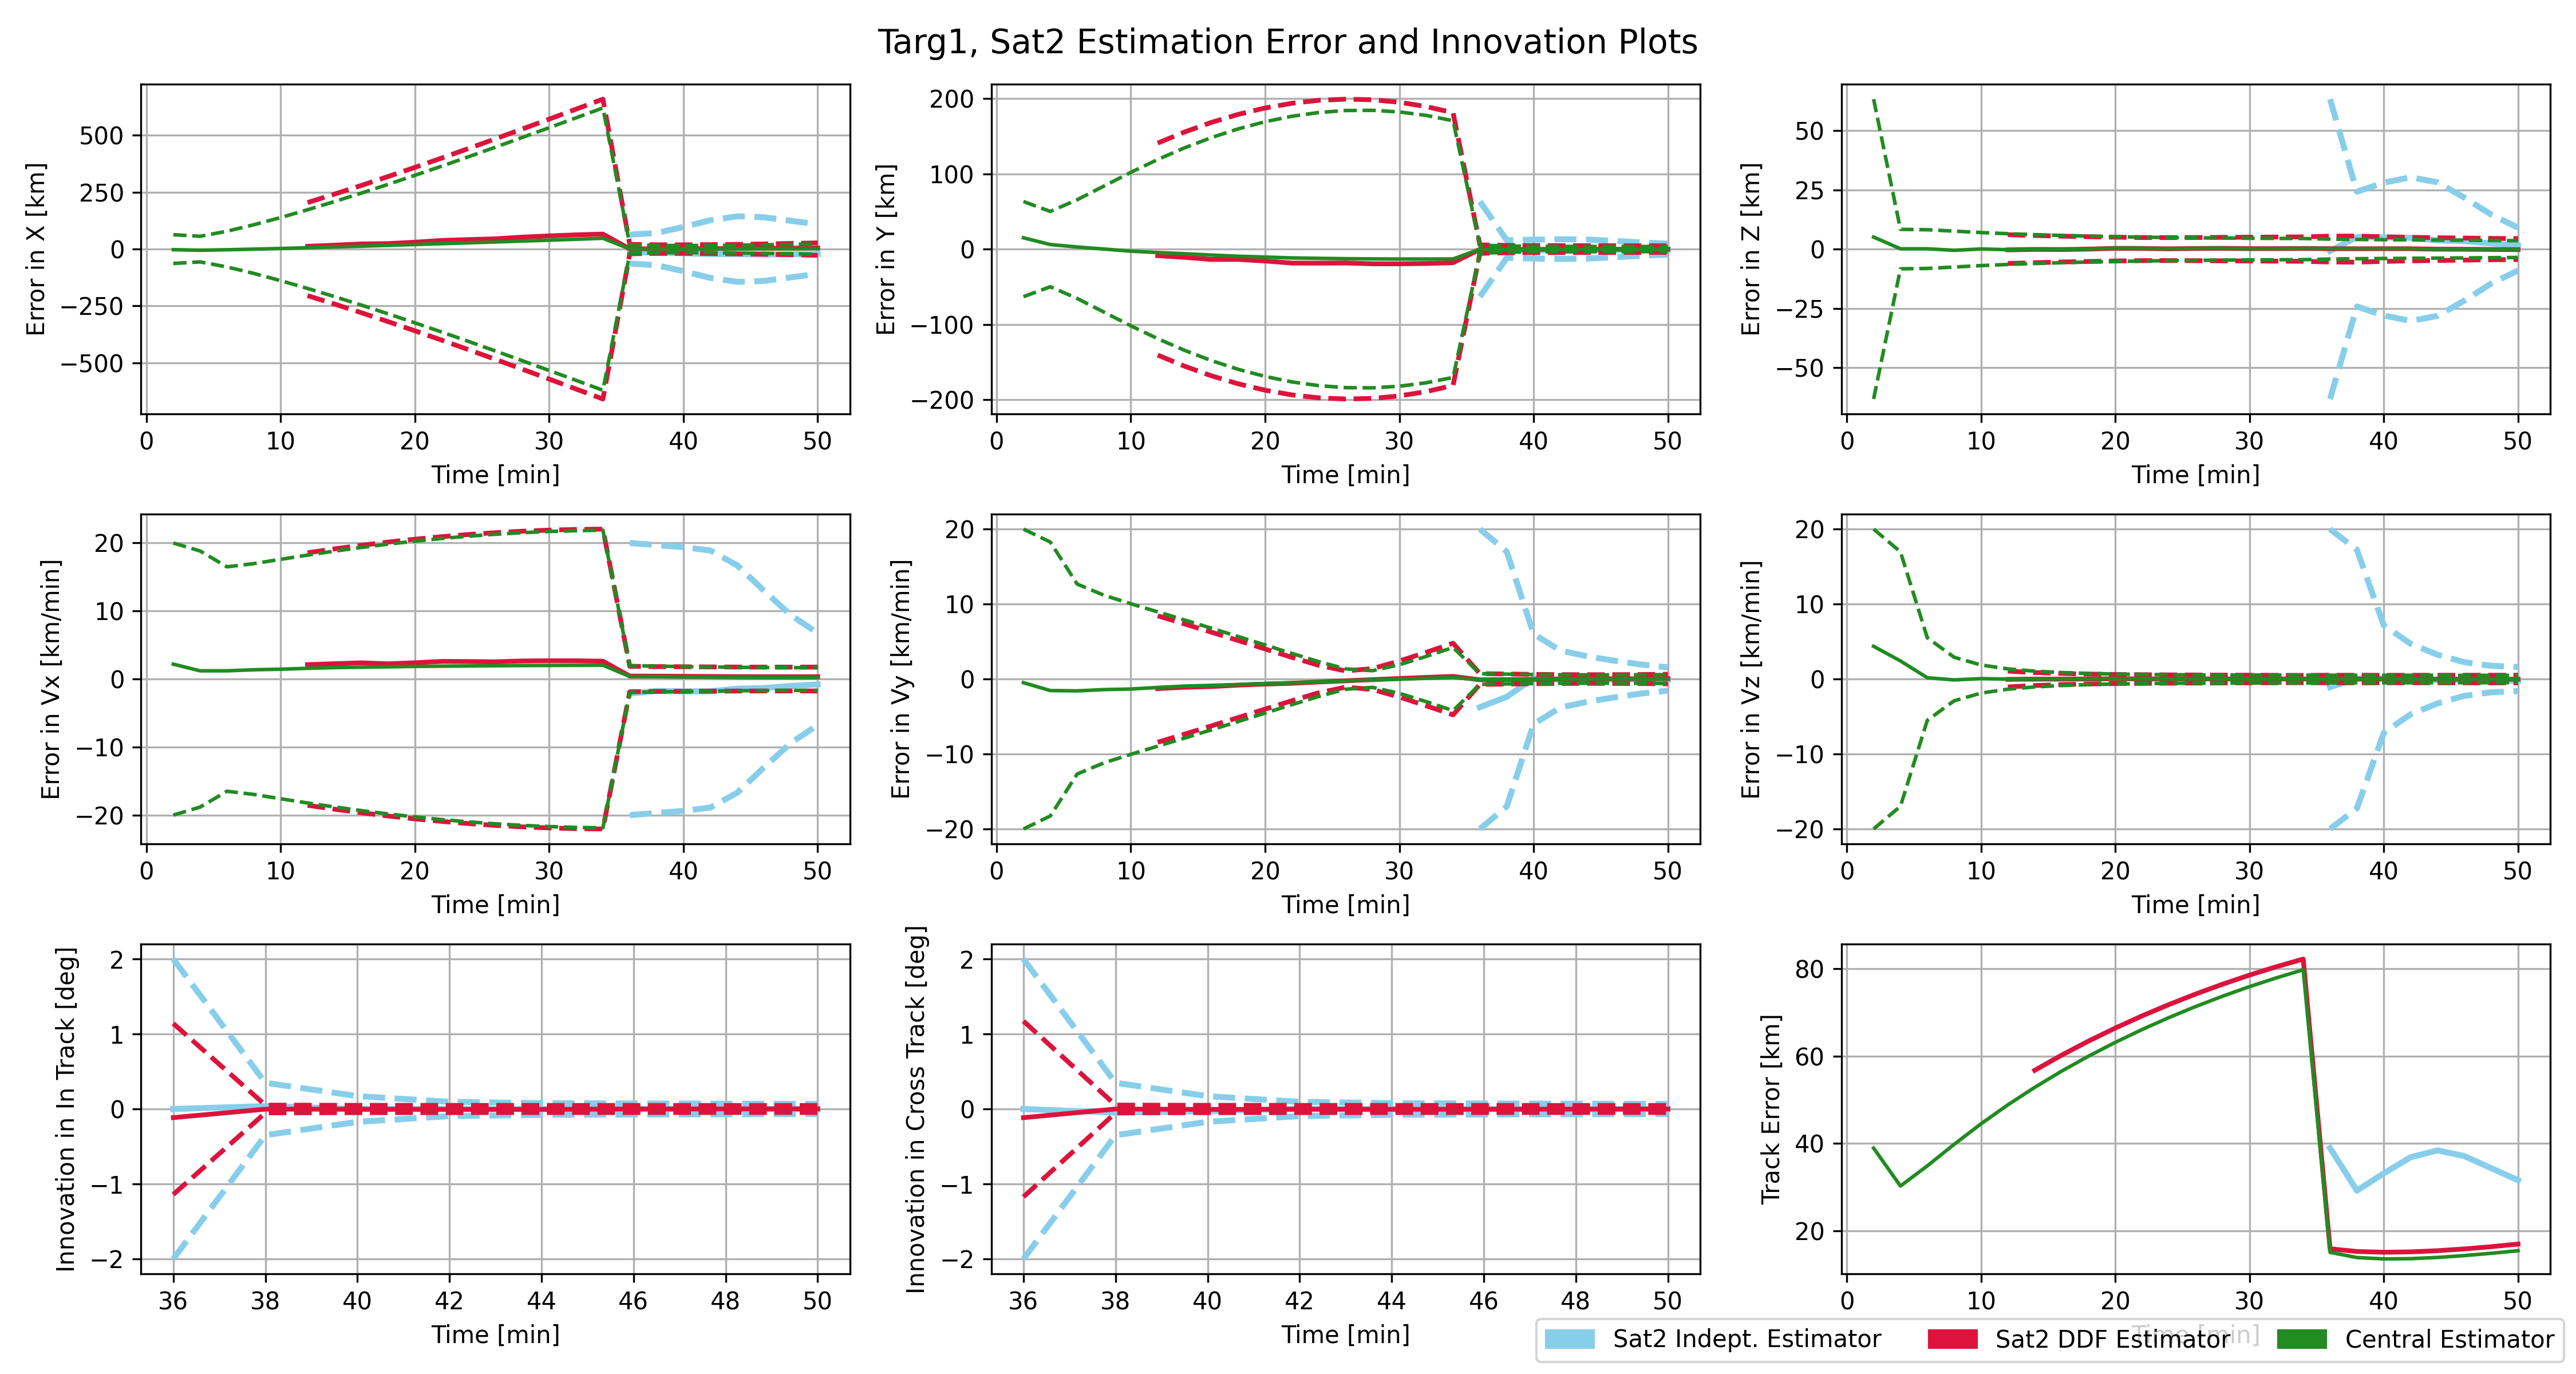 Targ1, Sat2 Estimation Error and Innovation Plots
Error in X [km]
500
250
0
−250
−500
0 10 20 30 40 50
Time [min]
Error in Y [km]
200
100
0
−100
−200
0 10 20 30 40 50
Time [min]
Error in Z [km]
50
25
0
−25
−50
0 10 20 30 40 50
Time [min]
Error in Vx [km/min]
20
10
0
−10
−20
0 10 20 30 40 50
Time [min]
Error in Vy [km/min]
20
10
0
−10
−20
0 10 20 30 40 50
Time [min]
Error in Vz [km/min]
20
10
0
−10
−20
0 10 20 30 40 50
Time [min]
Innovation in In Track [deg]
2
1
0
−1
−2
36 38 40 42 44 46 48 50
Time [min]
Innovation in Cross Track [deg]
2
1
0
−1
−2
36 38 40 42 44 46 48 50
Time [min]
Track Error [km]
80
60
40
20
0 10 20 30 40 50
Time [min]
Sat2 Indept. Estimator Sat2 DDF Estimator Central Estimator